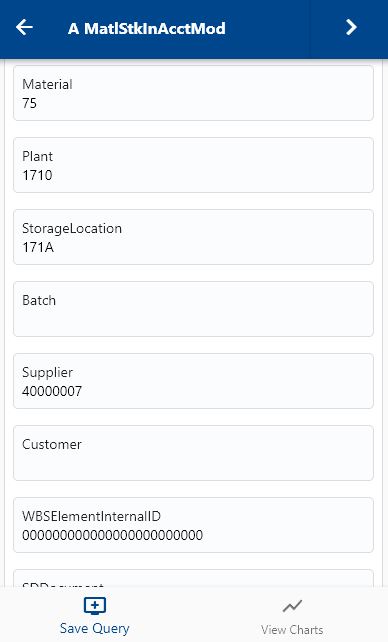 A MatlStkInAcctMod
Material
75
Plant
1710
StorageLocation
171A
Batch
Supplier
40000007
Customer
WBSElementInternalID
000000000000000000000000
SDDocument
Save Query
View Charts